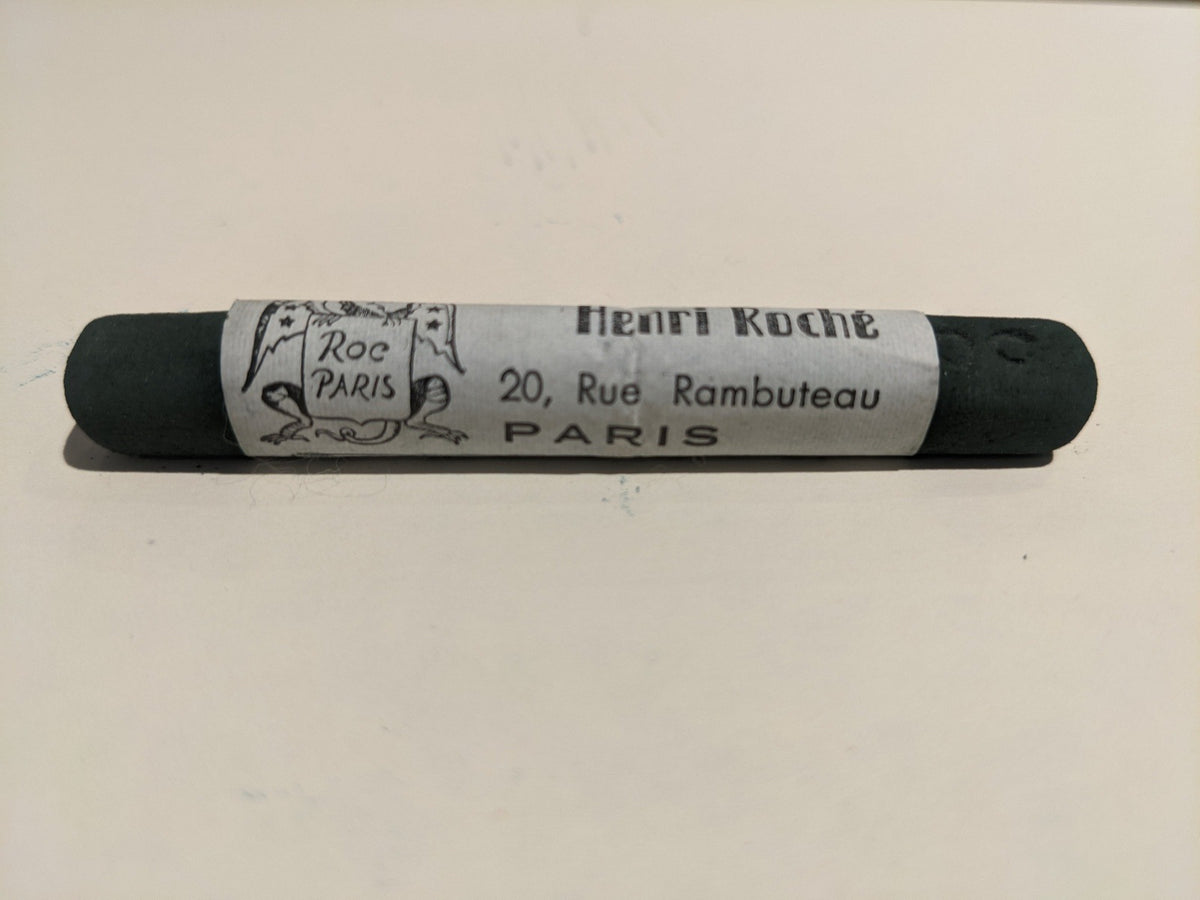 Roc
PARIS
Henri Roché
20, Rue Rambuteau
PARIS